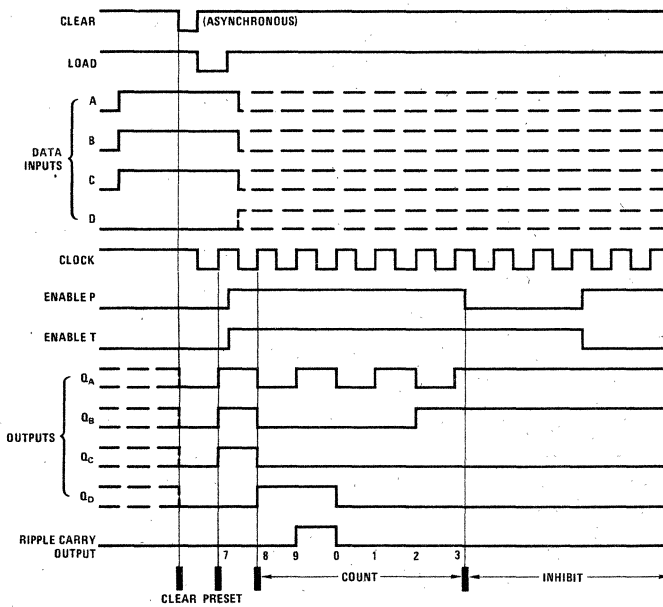 CLEAR
(ASYNCHRONOUS)
LOAD
A
B
DATA
INPUTS
C
D
CLOCK
ENABLE P
ENABLE T
QA
QB
OUTPUTS
QC
QD
RIPPLE CARRY
OUTPUT
7 8 9 0 1 2 3
COUNT
INHIBIT
CLEAR PRESET